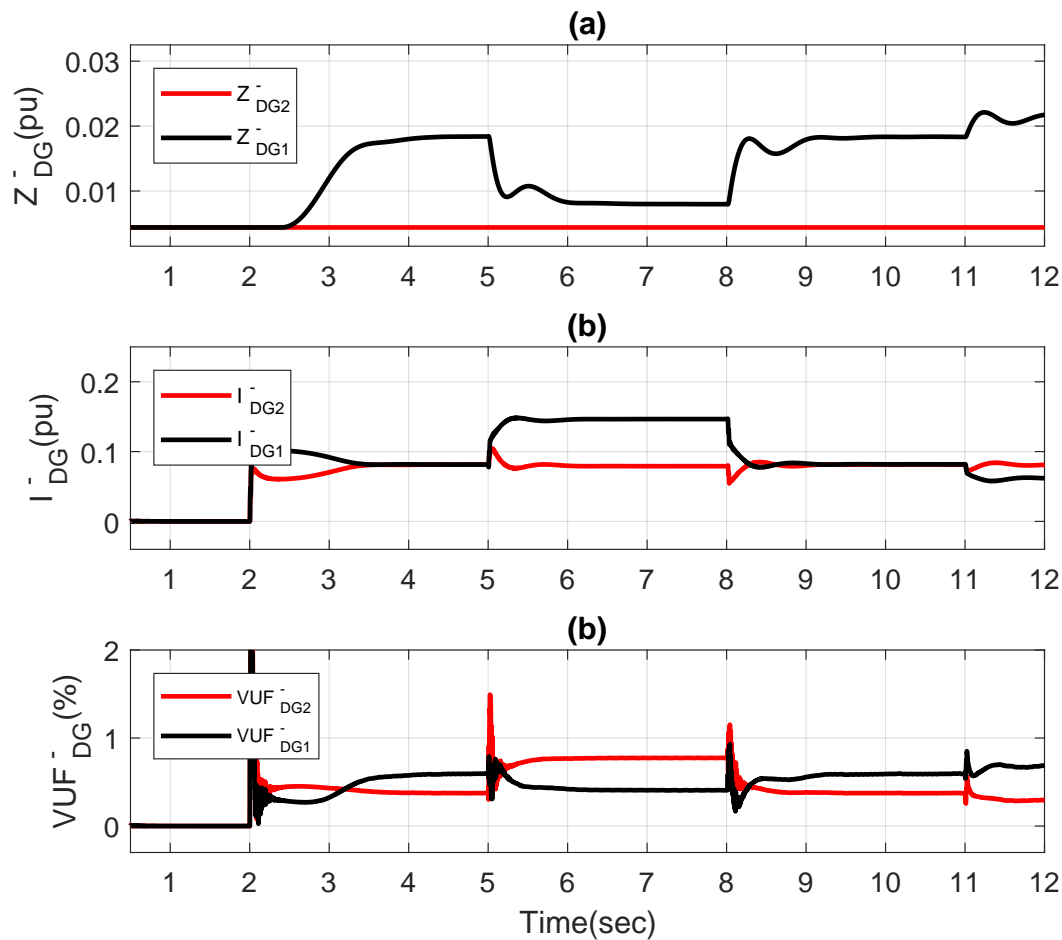 (a)
Z⁻DG(pu)
0.03
0.02
0.01
Z⁻DG2
Z⁻DG1
1 2 3 4 5 6 7 8 9 10 11 12
(b)
I⁻DG(pu)
0.2
0.1
0
I⁻DG2
I⁻DG1
1 2 3 4 5 6 7 8 9 10 11 12
(b)
VUF⁻DG(%)
2
1
0
VUF⁻DG2
VUF⁻DG1
1 2 3 4 5 6 7 8 9 10 11 12
Time(sec)